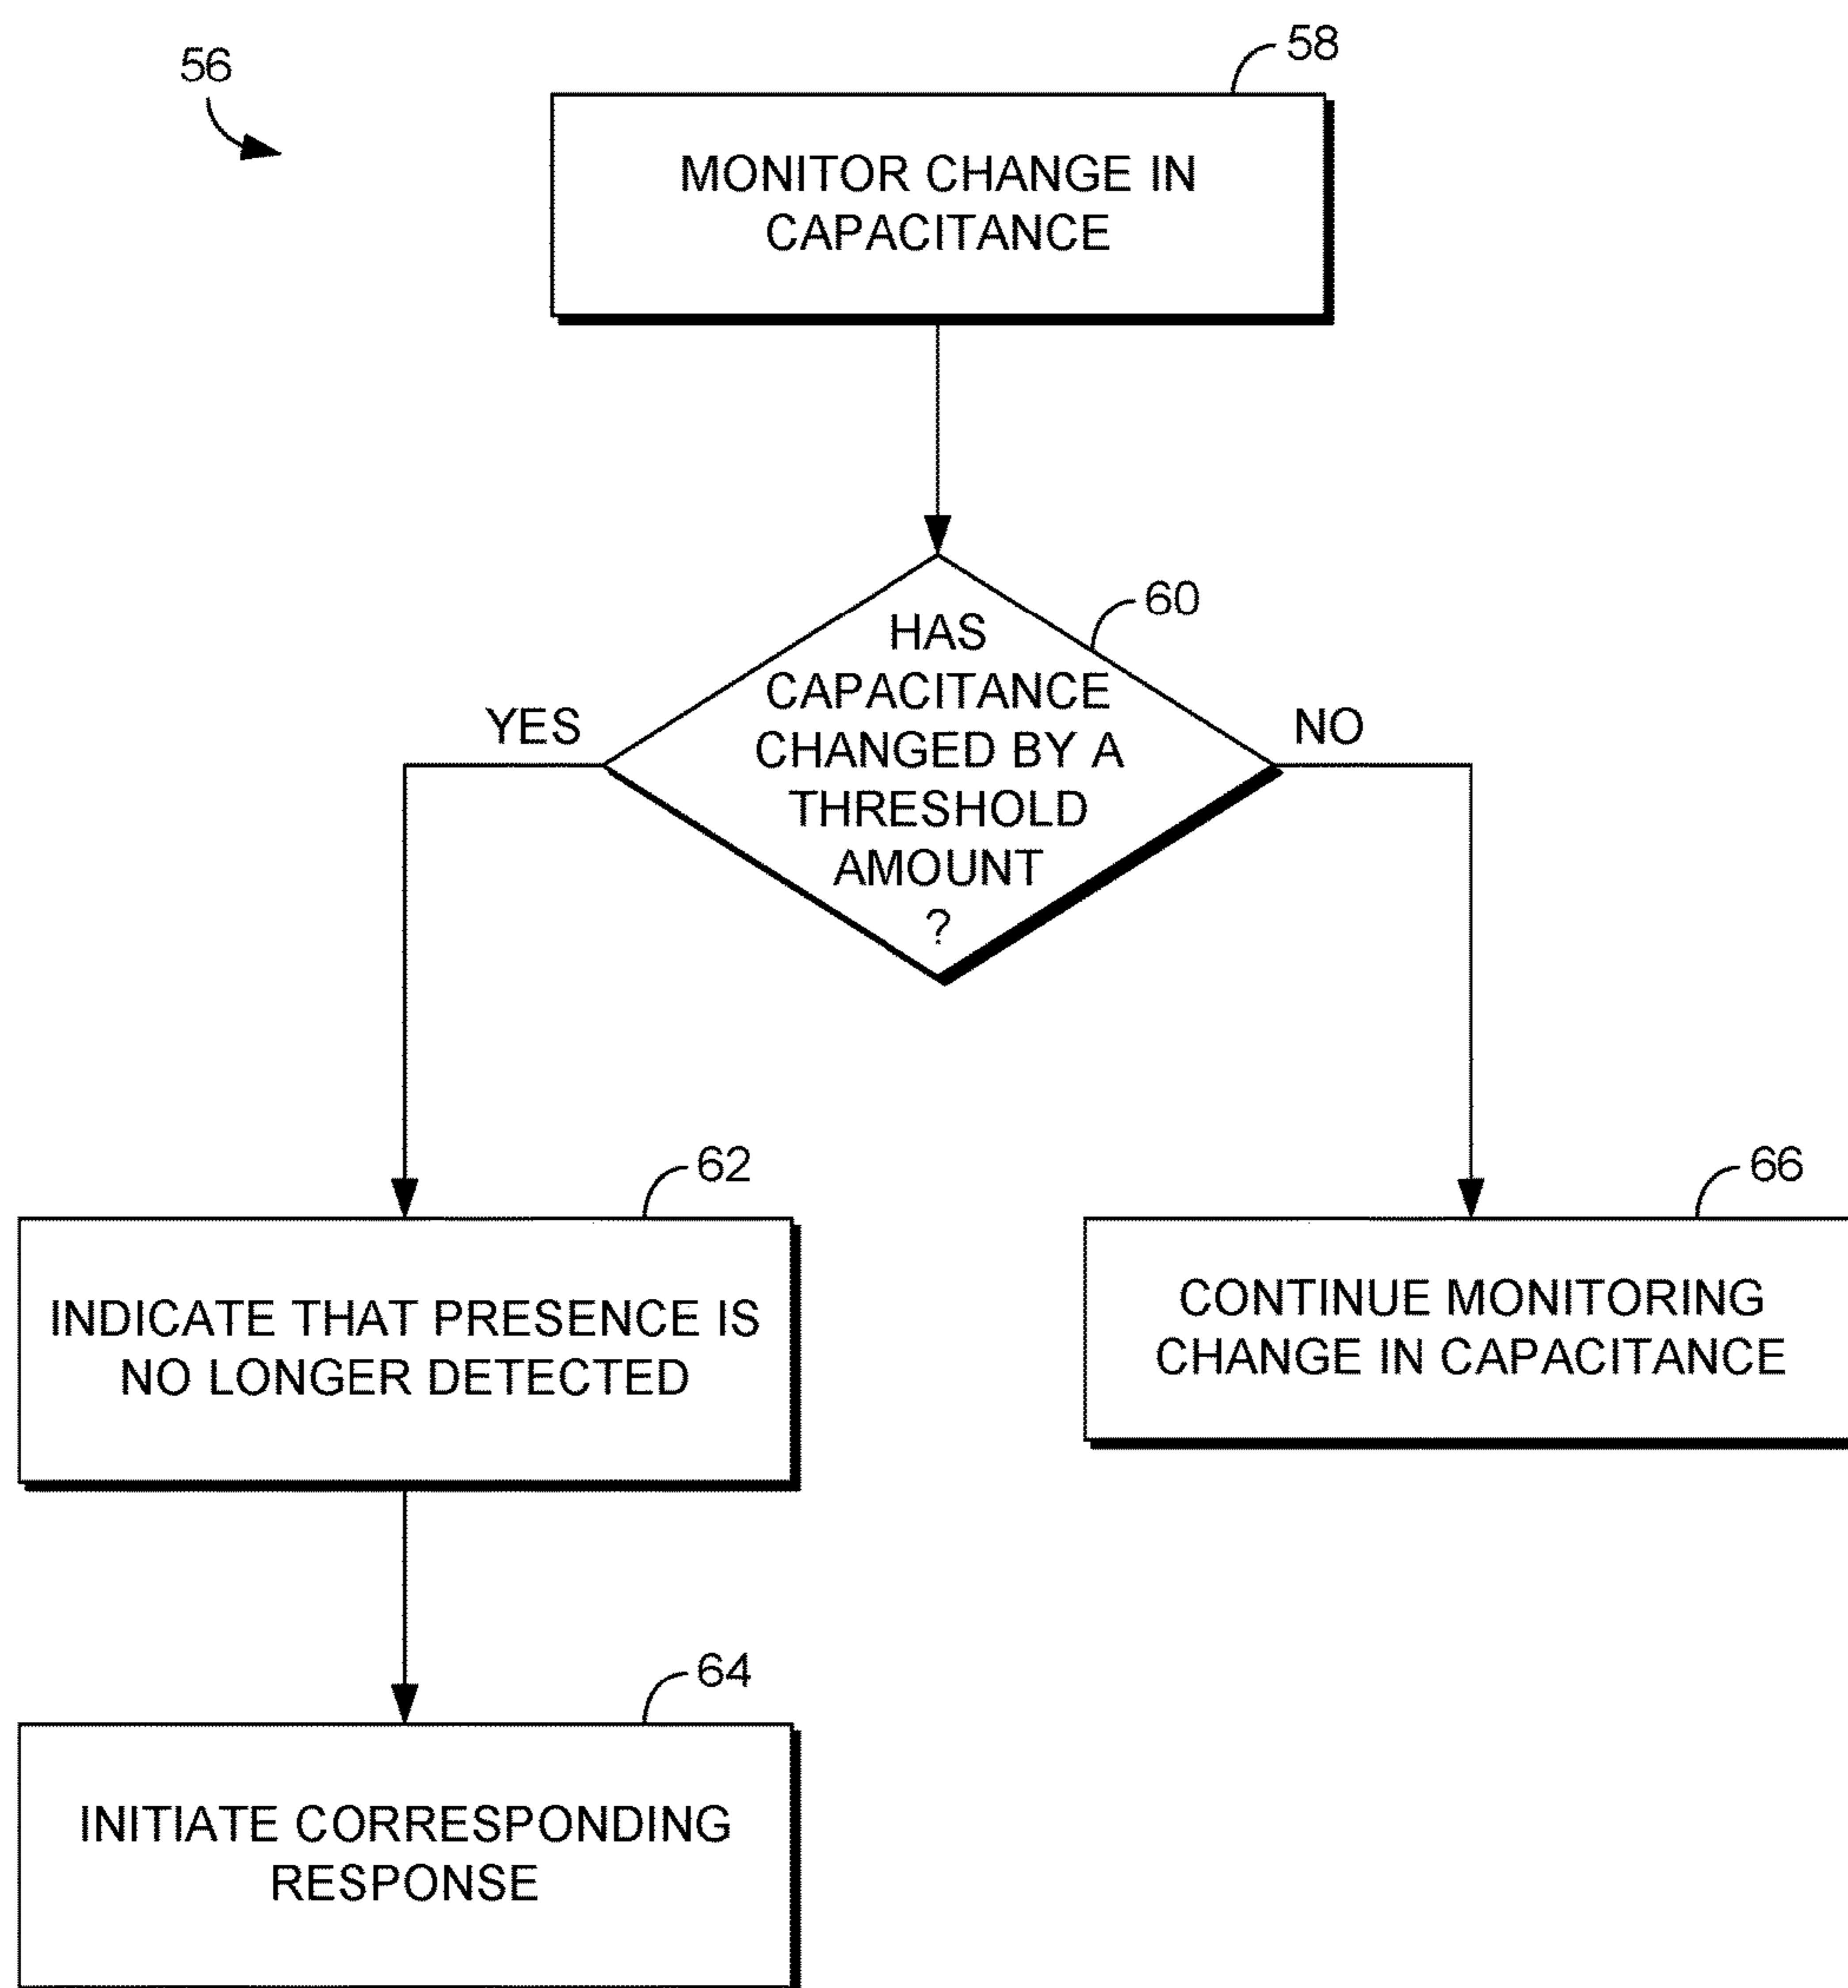 56
58
MONITOR CHANGE IN
CAPACITANCE
60
HAS
CAPACITANCE
CHANGED BY A
THRESHOLD
AMOUNT
?
YES
NO
62
INDICATE THAT PRESENCE IS
NO LONGER DETECTED
66
CONTINUE MONITORING
CHANGE IN CAPACITANCE
64
INITIATE CORRESPONDING
RESPONSE